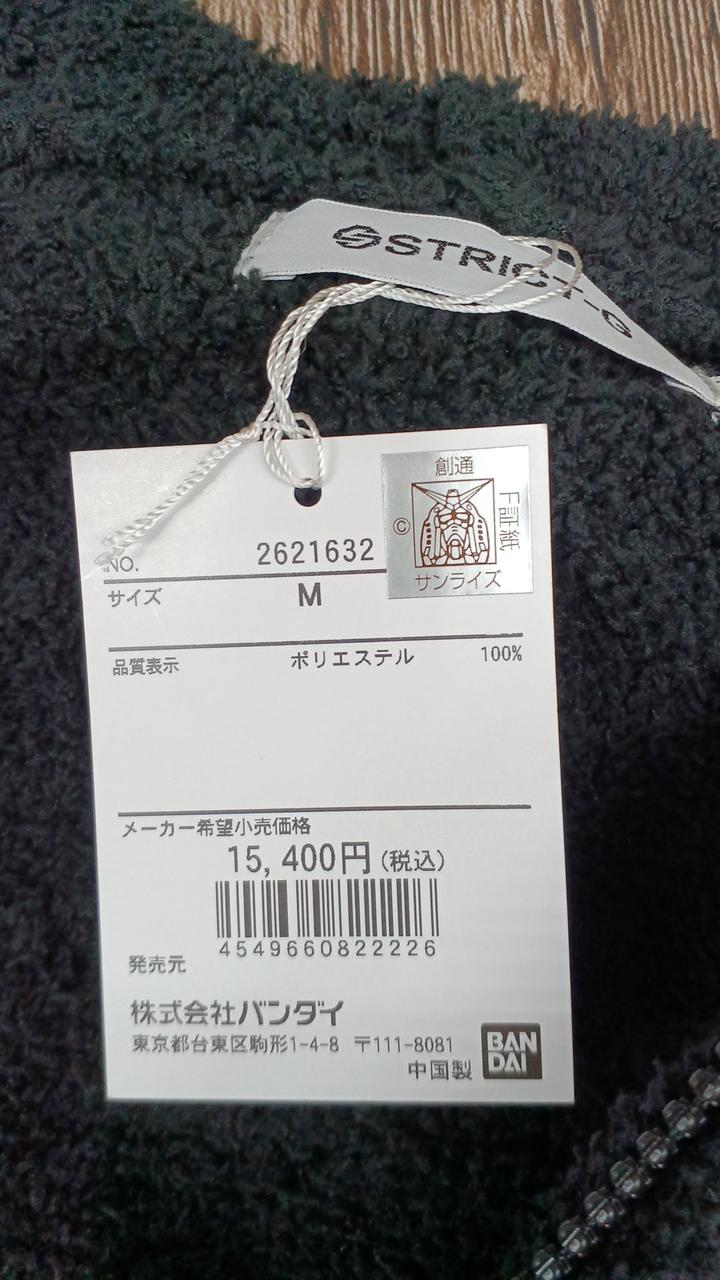 STRICT-G
創通
©
F証紙
サンライズ
NO. 2621632
サイズ M
品質表示 ポリエステル 100%
メーカー希望小売価格
15,400円(税込)
4549660822226
発売元
株式会社バンダイ
東京都台東区駒形1-4-8 〒111-8081
中国製
BAN
DAI